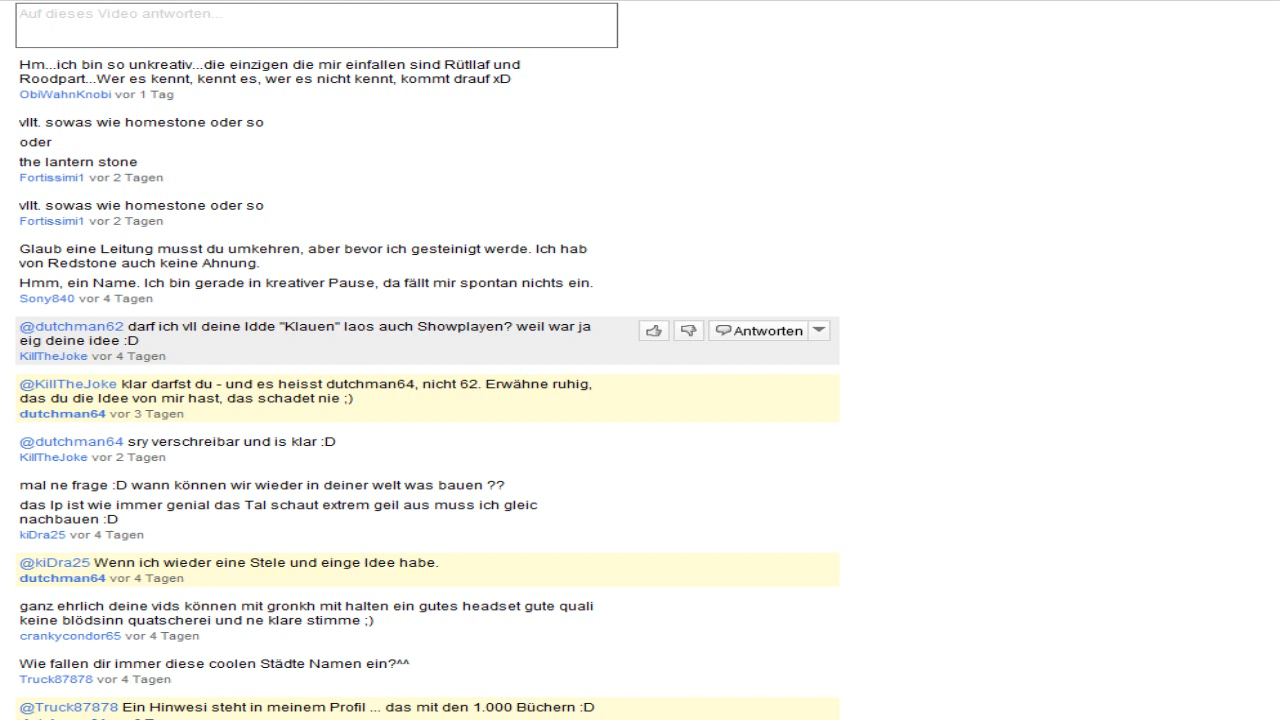 Auf dieses Video antworten...
Hm...ich bin so unkreativ...die einzigen die mir einfallen sind Rütllaf und
Roodpart...Wer es kennt, kennt es, wer es nicht kennt, kommt drauf xD
ObiWahnKnobi vor 1 Tag
vllt. sowas wie homestone oder so
oder
the lantern stone
Fortissimi1 vor 2 Tagen
vllt. sowas wie homestone oder so
Fortissimi1 vor 2 Tagen
Glaub eine Leitung musst du umkehren, aber bevor ich gesteinigt werde. Ich hab
von Redstone auch keine Ahnung.
Hmm, ein Name. Ich bin gerade in kreativer Pause, da fällt mir spontan nichts ein.
Sony840 vor 4 Tagen
@dutchman62 darf ich vll deine Idde "Klauen" laos auch Showplayen? weil war ja
eig deine idee :D
KillTheJoke vor 4 Tagen
Antworten
@KillTheJoke klar darfst du - und es heisst dutchman64, nicht 62. Erwähne ruhig,
das du die Idee von mir hast, das schadet nie ;)
dutchman64 vor 3 Tagen
@dutchman64 sry verschreibar und is klar :D
KillTheJoke vor 2 Tagen
mal ne frage :D wann können wir wieder in deiner welt was bauen ??
das lp ist wie immer genial das Tal schaut extrem geil aus muss ich gleic
nachbauen :D
kiDra25 vor 4 Tagen
@kiDra25 Wenn ich wieder eine Stele und einge Idee habe.
dutchman64 vor 4 Tagen
ganz ehrlich deine vids können mit gronkh mit halten ein gutes headset gute quali
keine blödsinn quatscherei und ne klare stimme ;)
crankycondor65 vor 4 Tagen
Wie fallen dir immer diese coolen Städte Namen ein?^^
Truck87878 vor 4 Tagen
@Truck87878 Ein Hinwesi steht in meinem Profil ... das mit den 1.000 Büchern :D